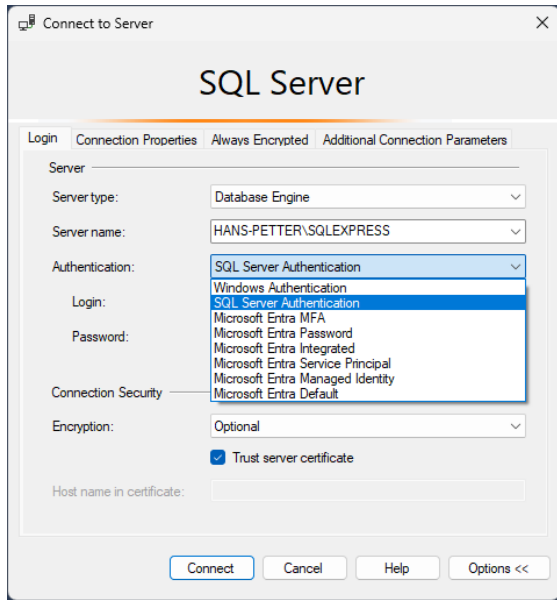 Connect to Server
SQL Server
Login Connection Properties Always Encrypted Additional Connection Parameters
Server
Server type: Database Engine
Server name: HANS-PETTER\SQLEXPRESS
Authentication: SQL Server Authentication
Windows Authentication
Login: SQL Server Authentication
Microsoft Entra MFA
Password: Microsoft Entra Password
Microsoft Entra Integrated
Microsoft Entra Service Principal
Microsoft Entra Managed Identity
Connection Security Microsoft Entra Default
Encryption: Optional
Trust server certificate
Host name in certificate:
Connect Cancel Help Options <<